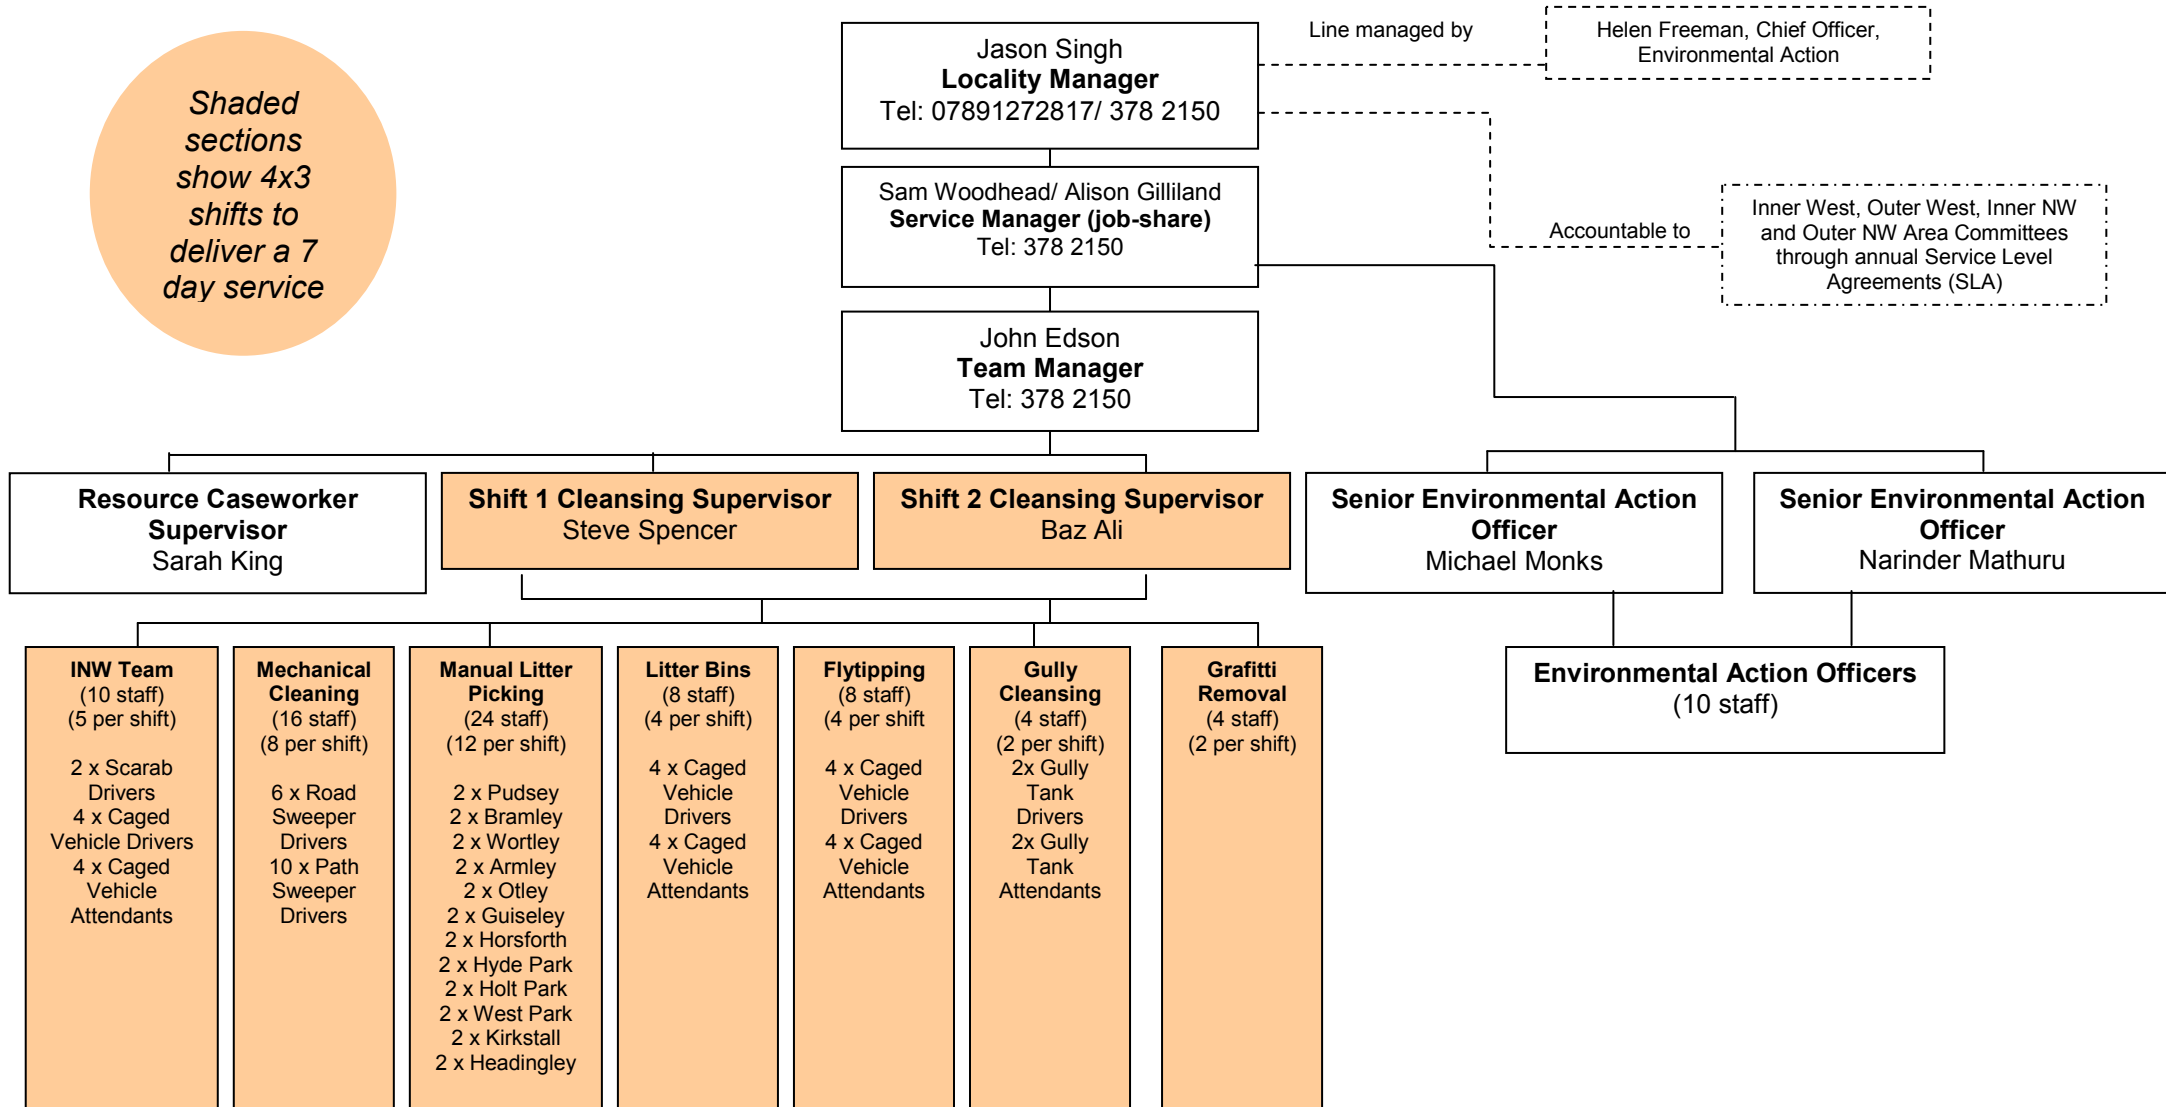 Shaded
sections
show 4x3
shifts to
deliver a 7
day service
Jason Singh
Locality Manager
Tel: 07891272817/ 378 2150
Line managed by
Helen Freeman, Chief Officer,
Environmental Action
Sam Woodhead/ Alison Gilliland
Service Manager (job-share)
Tel: 378 2150
Accountable to
Inner West, Outer West, Inner NW
and Outer NW Area Committees
through annual Service Level
Agreements (SLA)
John Edson
Team Manager
Tel: 378 2150
Resource Caseworker
Supervisor
Sarah King
Shift 1 Cleansing Supervisor
Steve Spencer
Shift 2 Cleansing Supervisor
Baz Ali
Senior Environmental Action
Officer
Michael Monks
Senior Environmental Action
Officer
Narinder Mathuru
INW Team
(10 staff)
(5 per shift)
2 x Scarab
Drivers
4 x Caged
Vehicle Drivers
4 x Caged
Vehicle
Attendants
Mechanical
Cleaning
(16 staff)
(8 per shift)
6 x Road
Sweeper
Drivers
10 x Path
Sweeper
Drivers
Manual Litter
Picking
(24 staff)
(12 per shift)
2 x Pudsey
2 x Bramley
2 x Wortley
2 x Armley
2 x Otley
2 x Guiseley
2 x Horsforth
2 x Hyde Park
2 x Holt Park
2 x West Park
2 x Kirkstall
2 x Headingley
Litter Bins
(8 staff)
(4 per shift)
4 x Caged
Vehicle
Drivers
4 x Caged
Vehicle
Attendants
Flytipping
(8 staff)
(4 per shift
4 x Caged
Vehicle
Drivers
4 x Caged
Vehicle
Attendants
Gully
Cleansing
(4 staff)
(2 per shift)
2x Gully
Tank
Drivers
2x Gully
Tank
Attendants
Grafitti
Removal
(4 staff)
(2 per shift)
Environmental Action Officers
(10 staff)